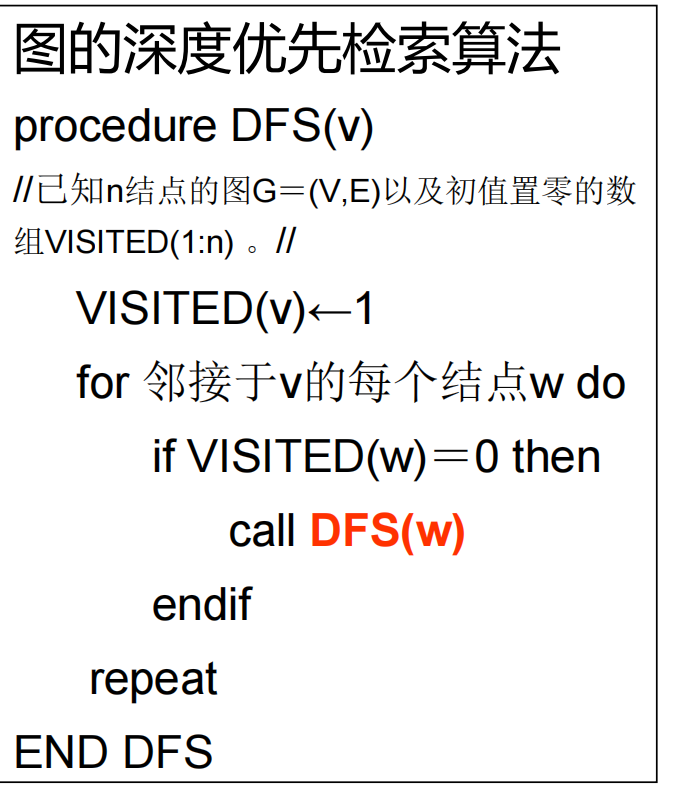 图的深度优先检索算法
procedure DFS(v)
//已知n结点的图G＝(V,E)以及初值置零的数
组VISITED(1:n) 。//
VISITED(v)←1
for 邻接于v的每个结点w do
if VISITED(w)＝0 then
call DFS(w)
endif
repeat
END DFS